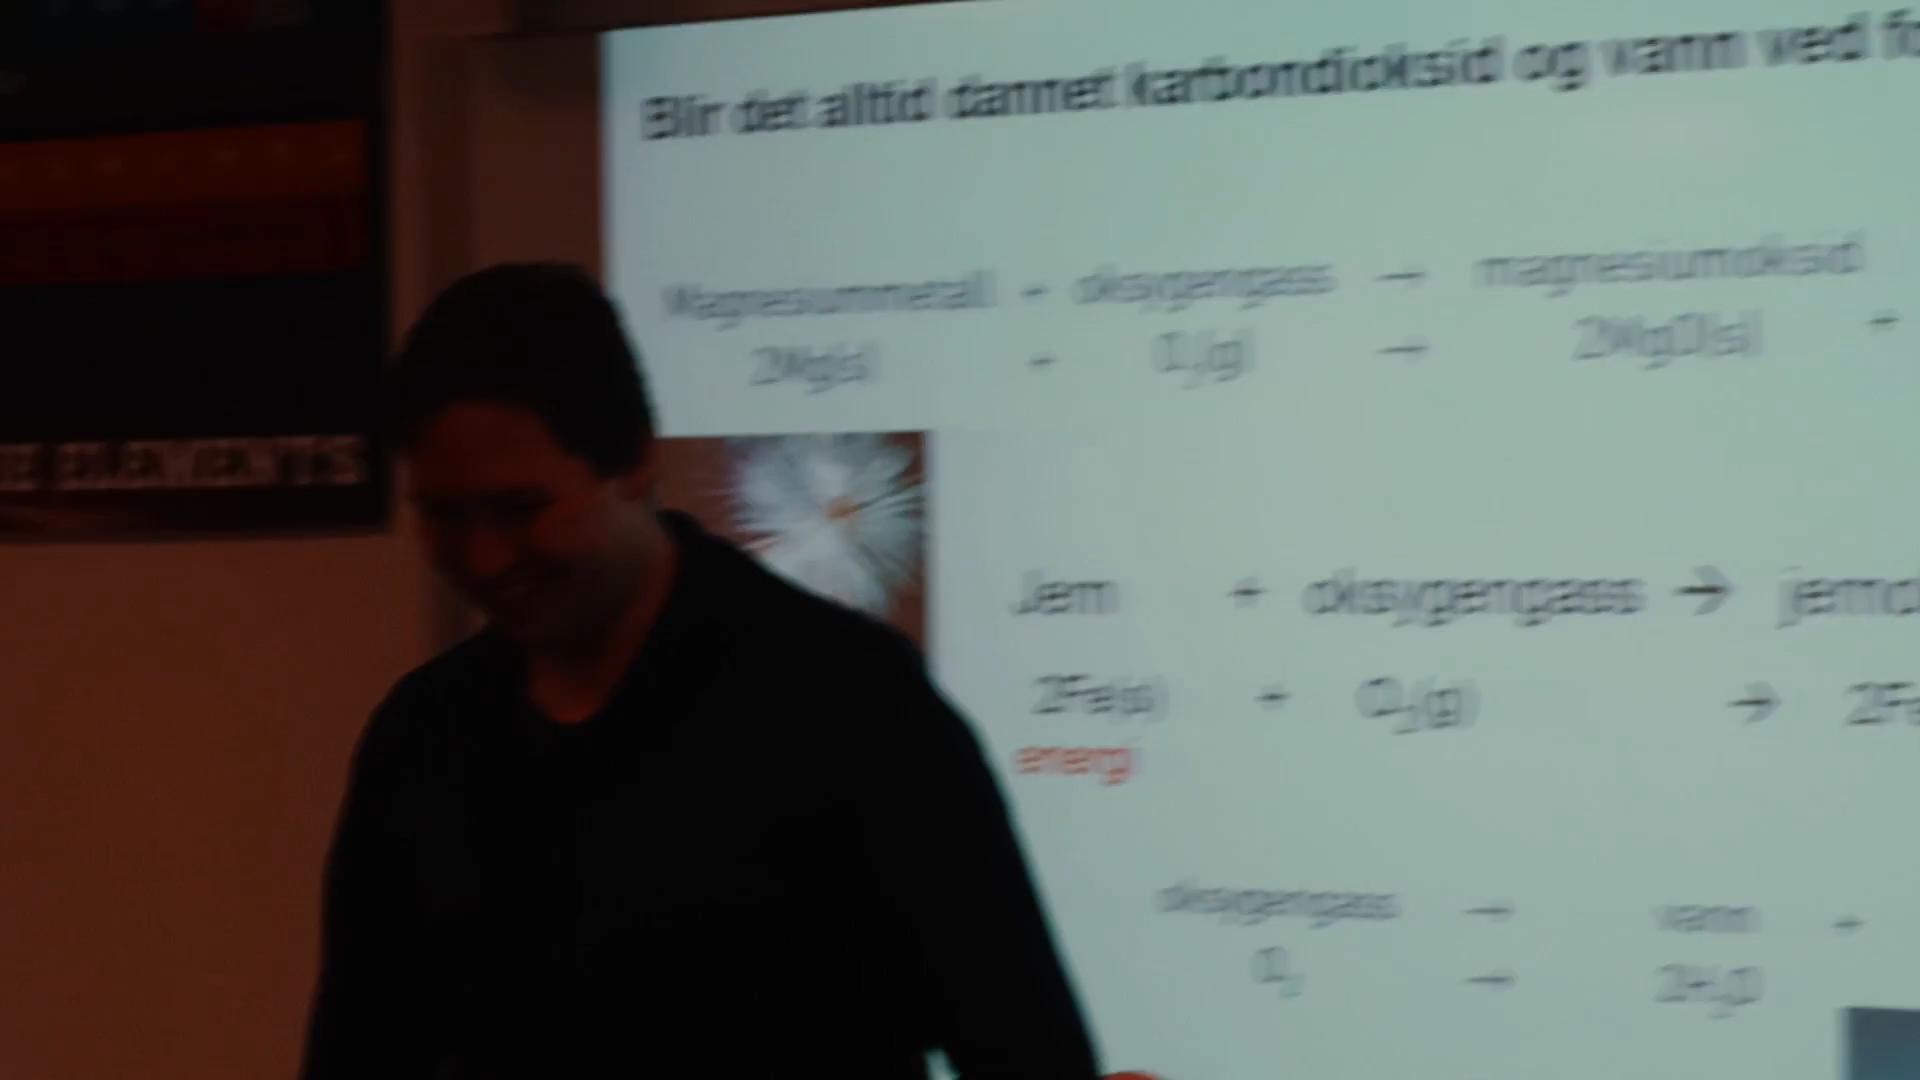 Blir det alltid dannet karbondioksid og vann ved fo
Magnesiummetall + oksygengass → magnesiumoksid
2Mg(s) + O₂(g) → 2MgO(s) +
Jern + oksygengass → jerno
2Fe(s) + O₂(g) → 2Fe
energi
oksygengass → vann +
O₂ → 2H₂O